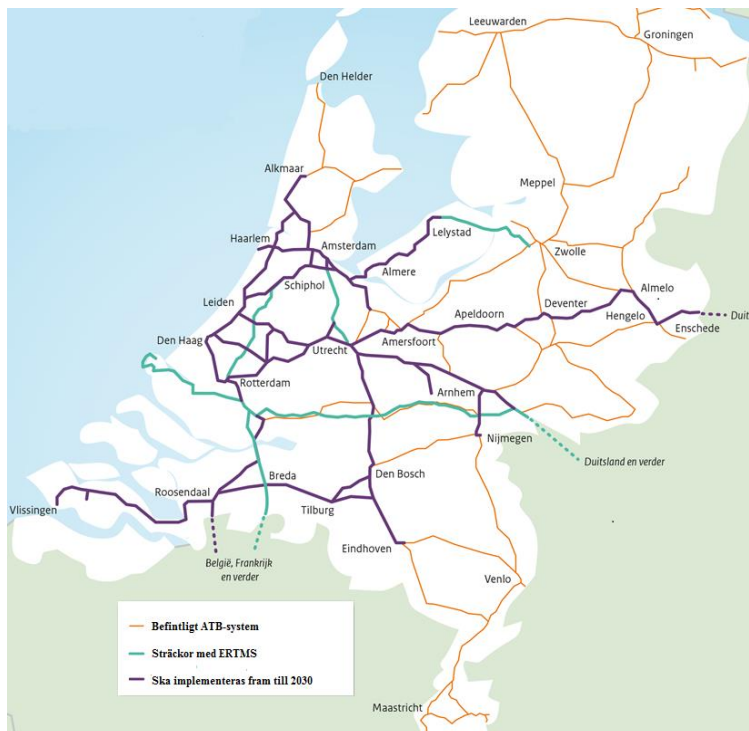 Leeuwarden
Groningen
Den Helder
Alkmaar
Meppel
Haarlem
Amsterdam
Lelystad
Zwolle
Almere
Schiphol
Leiden
Almelo
Apeldoorn
Deventer
Hengelo
Duit
Den Haag
Utrecht
Amersfoort
Enschede
Rotterdam
Arnhem
Nijmegen
Duitsland en verder
Breda
Den Bosch
Roosendaal
Vlissingen
Tilburg
Eindhoven
België, Frankrijk
en verder
Venlo
Befintligt ATB-system
Sträckor med ERTMS
Ska implementeras fram till 2030
Maastricht